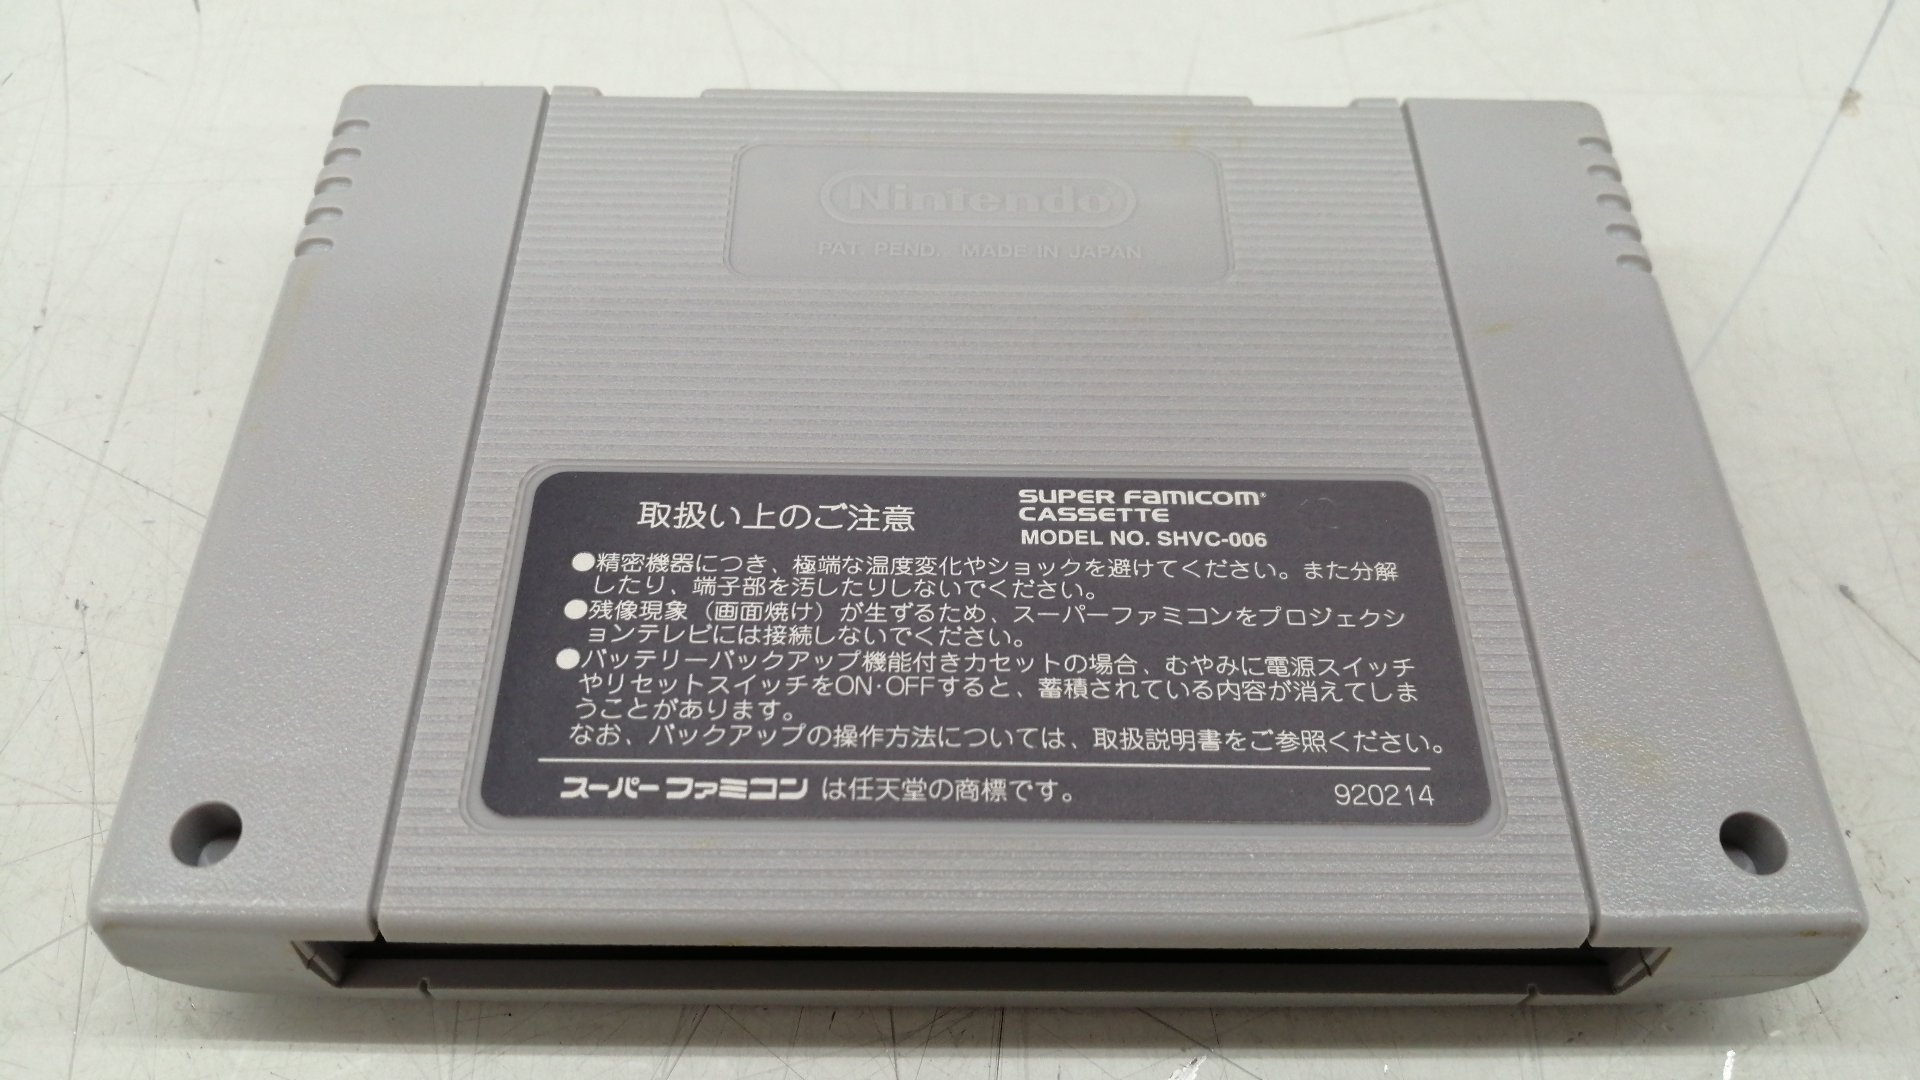 Nintendo
PAT. PEND. MADE IN JAPAN
取扱い上のご注意
SUPER FAMICOM
CASSETTE
MODEL NO. SHVC-006
●精密機器につき、極端な温度変化やショックを避けてください。また分解
したり、端子部を汚したりしないでください。
●残像現象（画面焼け）が生ずるため、スーパーファミコンをプロジェクシ
ョンテレビには接続しないでください。
●バッテリーバックアップ機能付きカセットの場合、むやみに電源スイッチ
やリセットスイッチをON・OFFすると、蓄積されている内容が消えてしま
うことがあります。
なお、バックアップの操作方法については、取扱説明書をご参照ください。
スーパーファミコンは任天堂の商標です。
920214